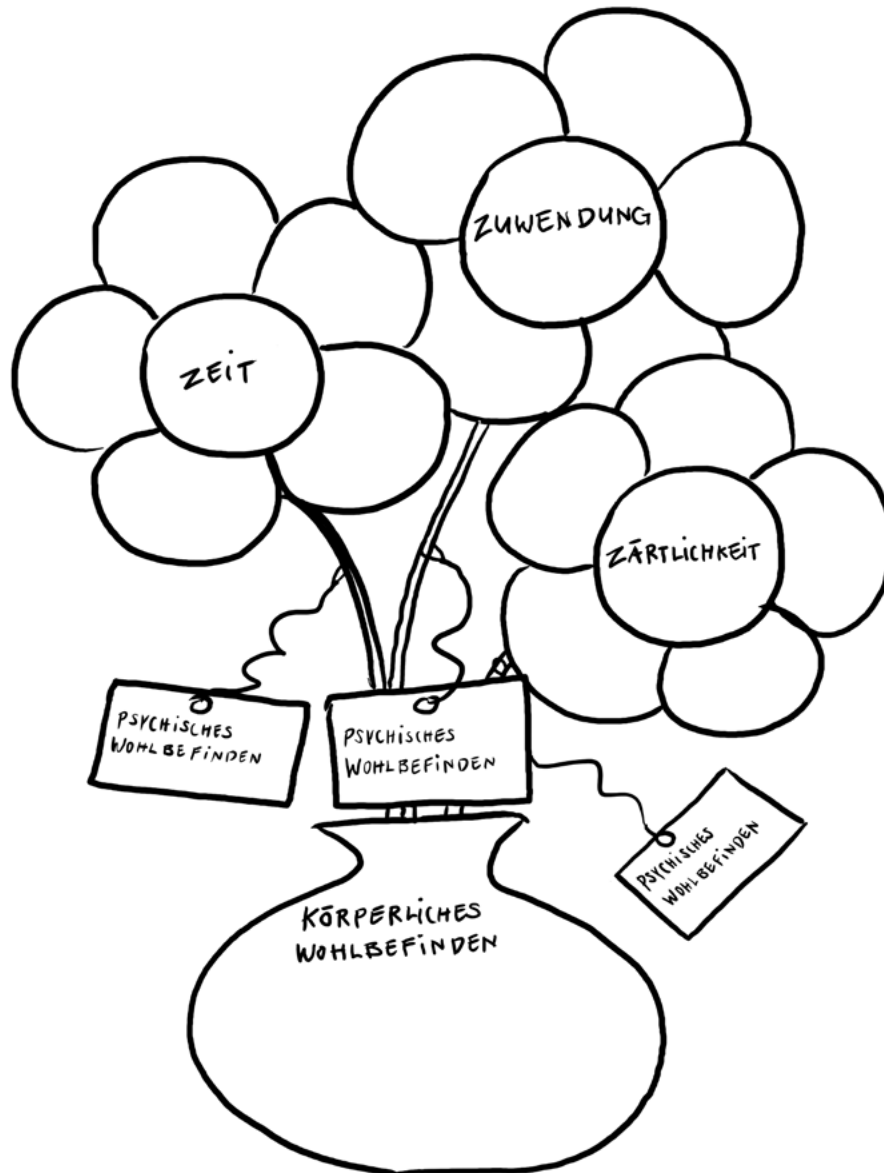 ZUWENDUNG
ZEIT
ZÄRTLICHKEIT
PSYCHISCHES
WOHLBEFINDEN
PSYCHISCHES
WOHLBEFINDEN
PSYCHISCHES
WOHLBEFINDEN
KÖRPERLICHES
WOHLBEFINDEN